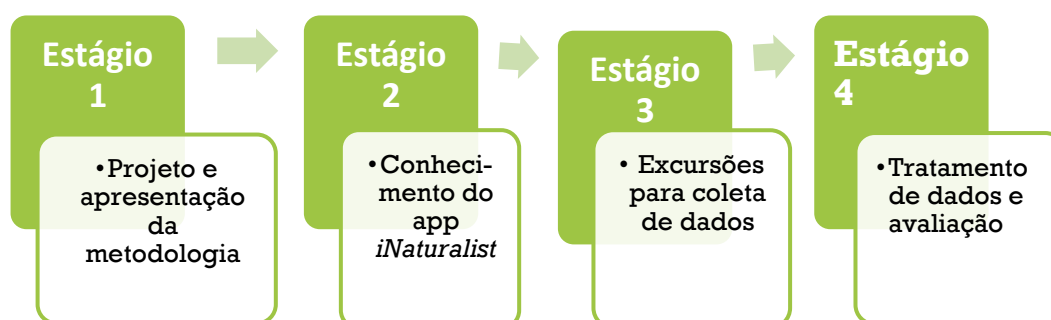 Estágio
1
•Projeto e
apresentação
da
metodologia
Estágio
2
•Conheci-
mento do
app
iNaturalist
Estágio
3
• Excursões
para coleta
de dados
Estágio
4
•Tratamento
de dados e
avaliação